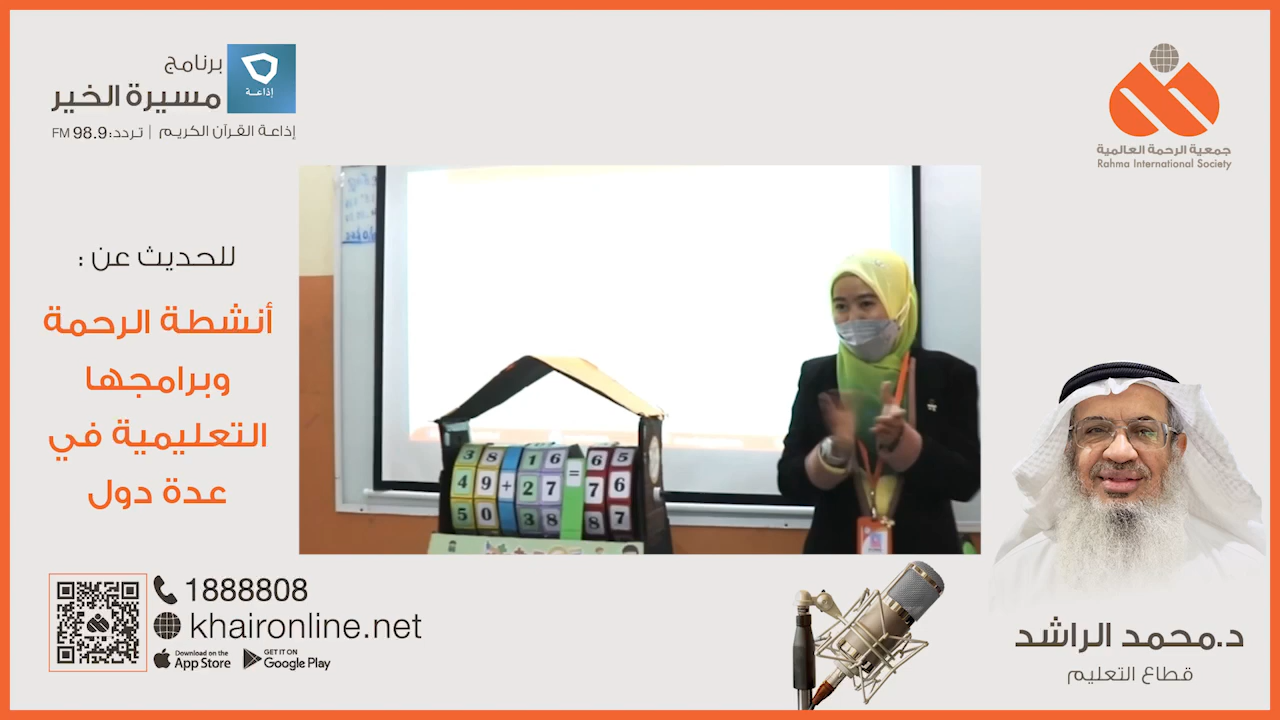 برنامج
مسيرة الخير
إذاعة
إذاعة القرآن الكريم | تردد: 98.9 FM
جمعية الرحمة العالمية
Rahma International Society
للحديث عن :
أنشطة الرحمة
وبرامجها
التعليمية في
عدة دول
3 8 1 6 6 5
4 9 + 2 7 = 7 6
5 0 3 8 8 7
1888808
khaironline.net
Download on the
App Store
GET IT ON
Google Play
د.محمد الراشد
قطاع التعليم